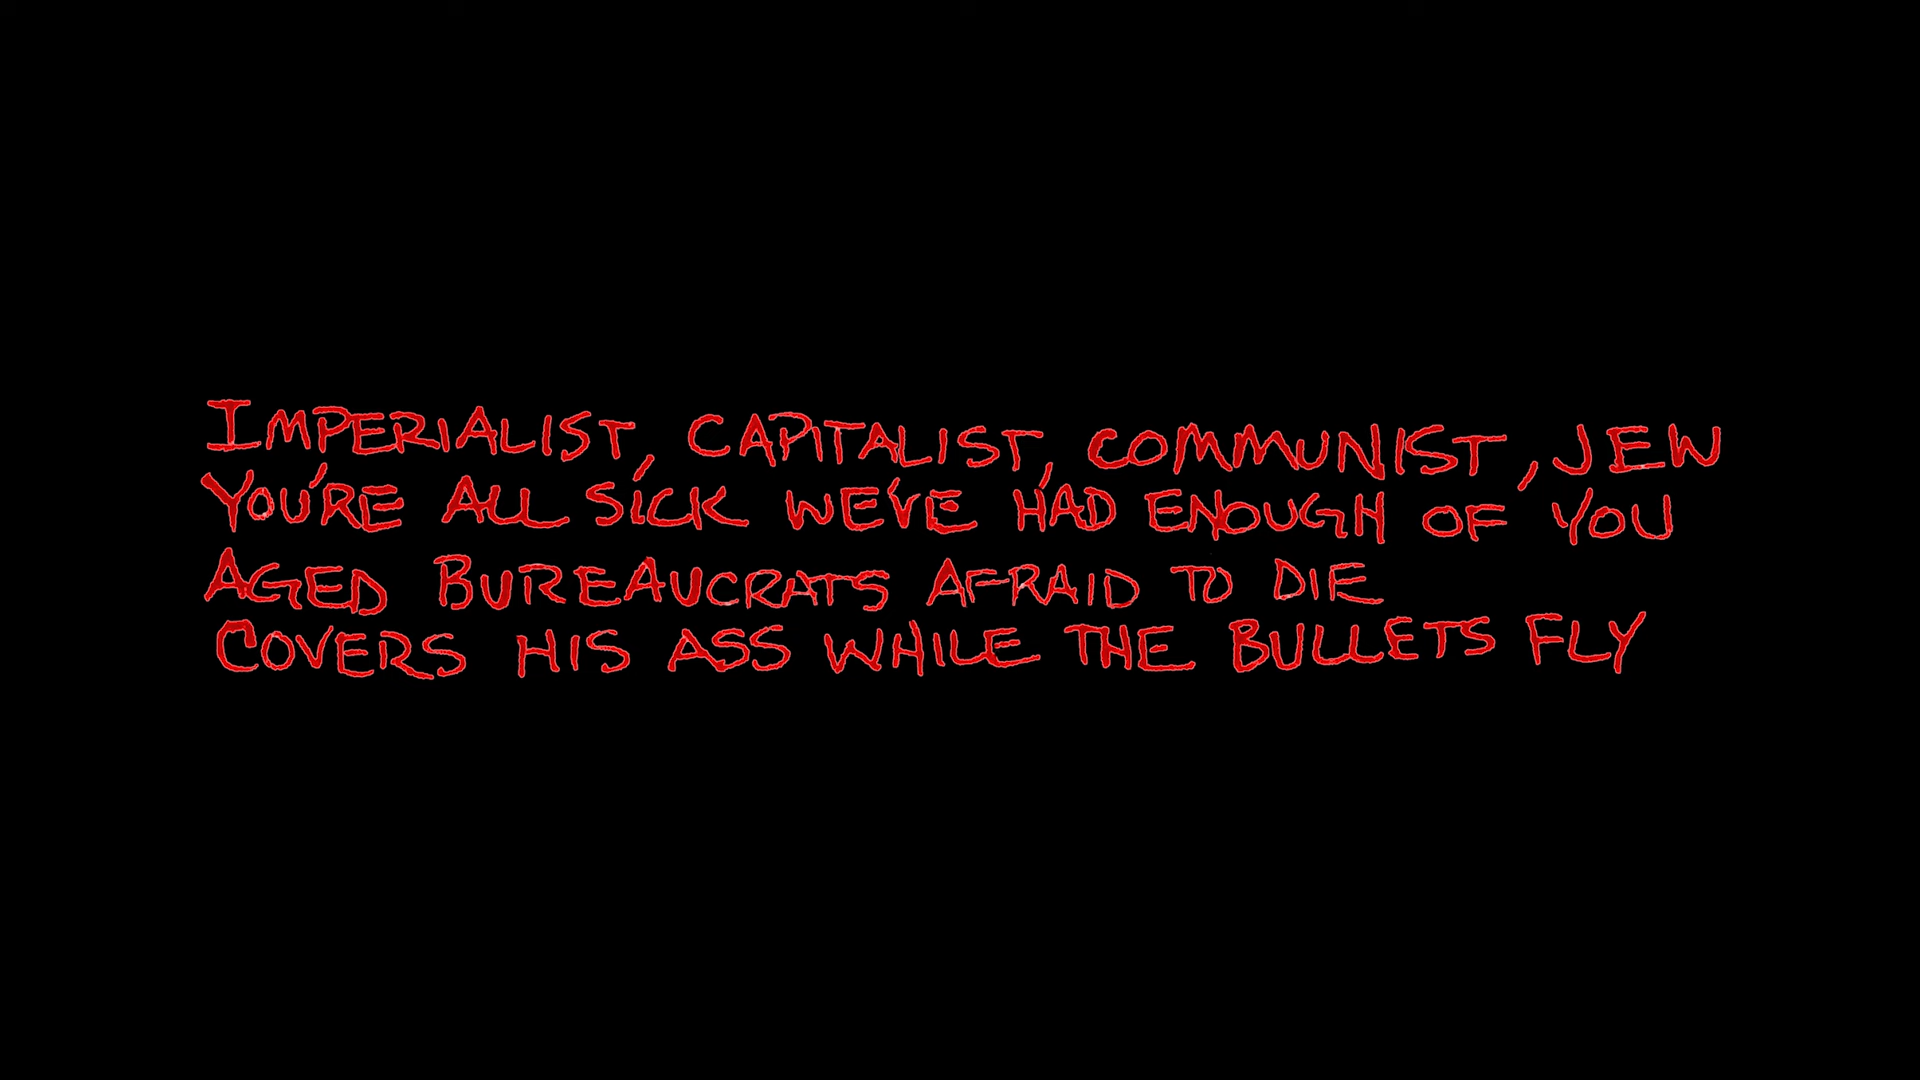 IMPERIALIST, CAPITALIST, COMMUNIST, JEW
YOU'RE ALL SICK WE'VE HAD ENOUGH OF YOU
AGED BUREAUCRATS AFRAID TO DIE
COVERS HIS ASS WHILE THE BULLETS FLY